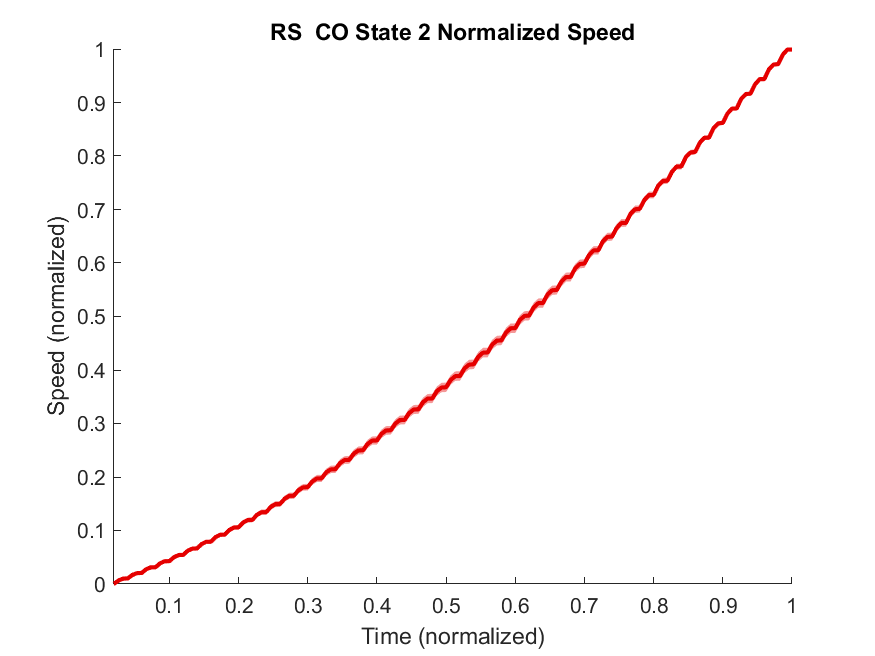 RS  CO State 2 Normalized Speed
1
0.9
0.8
0.7
0.6
0.5
0.4
0.3
0.2
0.1
0
Speed (normalized)
0.1 0.2 0.3 0.4 0.5 0.6 0.7 0.8 0.9 1
Time (normalized)